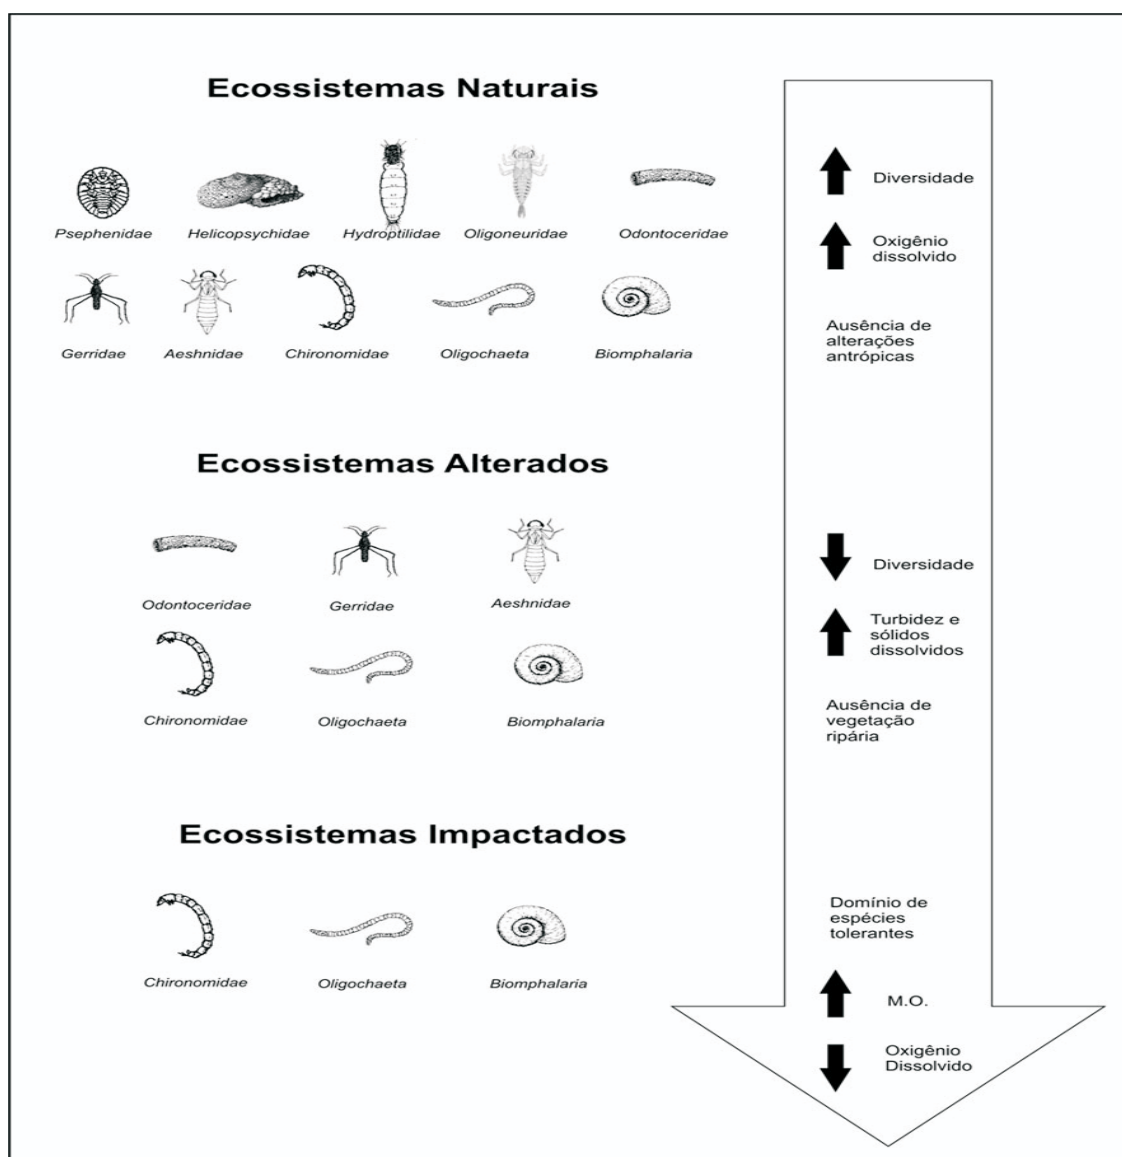 Ecossistemas Naturais
Psephenidae Helicopsychidae Hydroptilidae Oligoneuridae Odontoceridae
Gerridae Aeshnidae Chironomidae Oligochaeta Biomphalaria
Diversidade
Oxigênio
dissolvido
Ausência de
alterações
antrópicas
Ecossistemas Alterados
Odontoceridae Gerridae Aeshnidae
Chironomidae Oligochaeta Biomphalaria
Diversidade
Turbidez e
sólidos
dissolvidos
Ausência de
vegetação
ripária
Ecossistemas Impactados
Chironomidae Oligochaeta Biomphalaria
Domínio de
espécies
tolerantes
M.O.
Oxigênio
Dissolvido